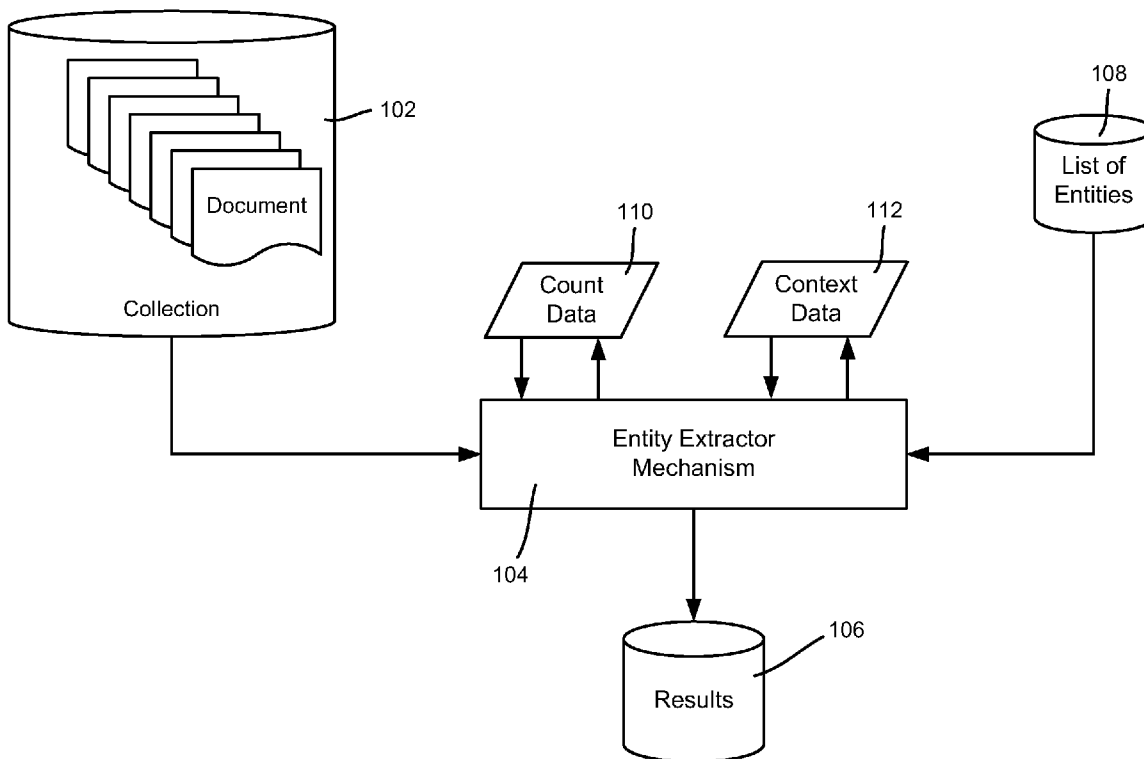 102
Document
Collection
108
List of
Entities
110
Count
Data
112
Context
Data
Entity Extractor
Mechanism
104
106
Results